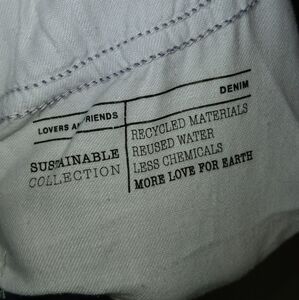 DENIM
LOVERS A FRIENDS
RECYCLED MATERIALS
REUSED WATER
SUSTAINABLE
LESS CHEMICALS
COLLECTION
MORE LOVE FOR EARTH